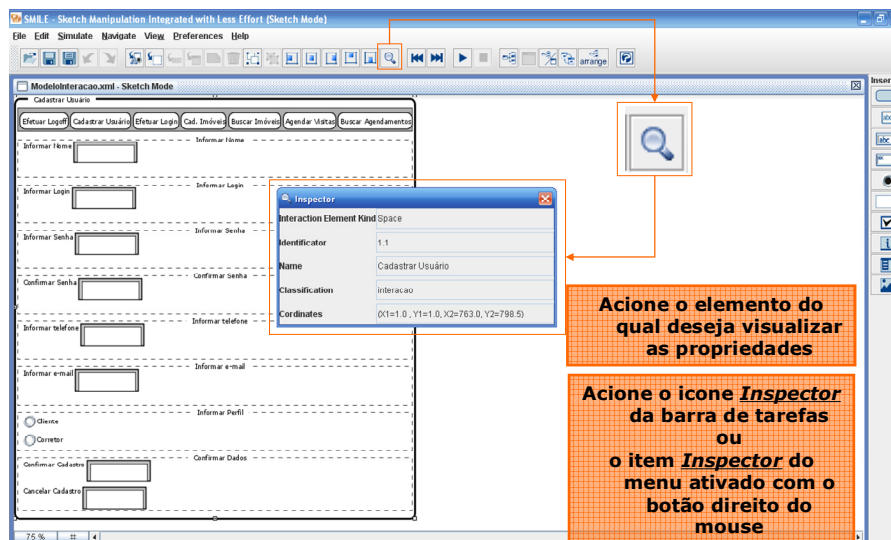 SMILE - Sketch Manipulation Integrated with Less Effort (Sketch Mode)
File Edit Simulate Navigate View Preferences Help
arrange
ModeloInteracao.xml - Sketch Mode
Inser
Cadastrar Usuário
Efetuar Logoff Cadastrar Usuário Efetuar Login Cad. Imóveis Buscar Imóveis Agendar Visitas Buscar Agendamentos
Informar Nome
Informar Nome
Informar Login
Informar Login
Informar Senha
Informar Senha
Confirmar Senha
Confirmar Senha
Informar telefone
Informar telefone
Informar e-mail
Informar e-mail
Informar Perfil
Cliente
Corretor
Confirmar Dados
Confirmar Cadastro
Cancelar Cadastro
75 %
Inspector
Interaction Element Kind Space
Identificator 1.1
Name Cadastrar Usuário
Classification interacao
Cordinates (X1=1.0 , Y1=1.0, X2=763.0, Y2=798.5)
Acione o elemento do
qual deseja visualizar
as propriedades
Acione o icone Inspector
da barra de tarefas
ou
o item Inspector do
menu ativado com o
botão direito do
mouse